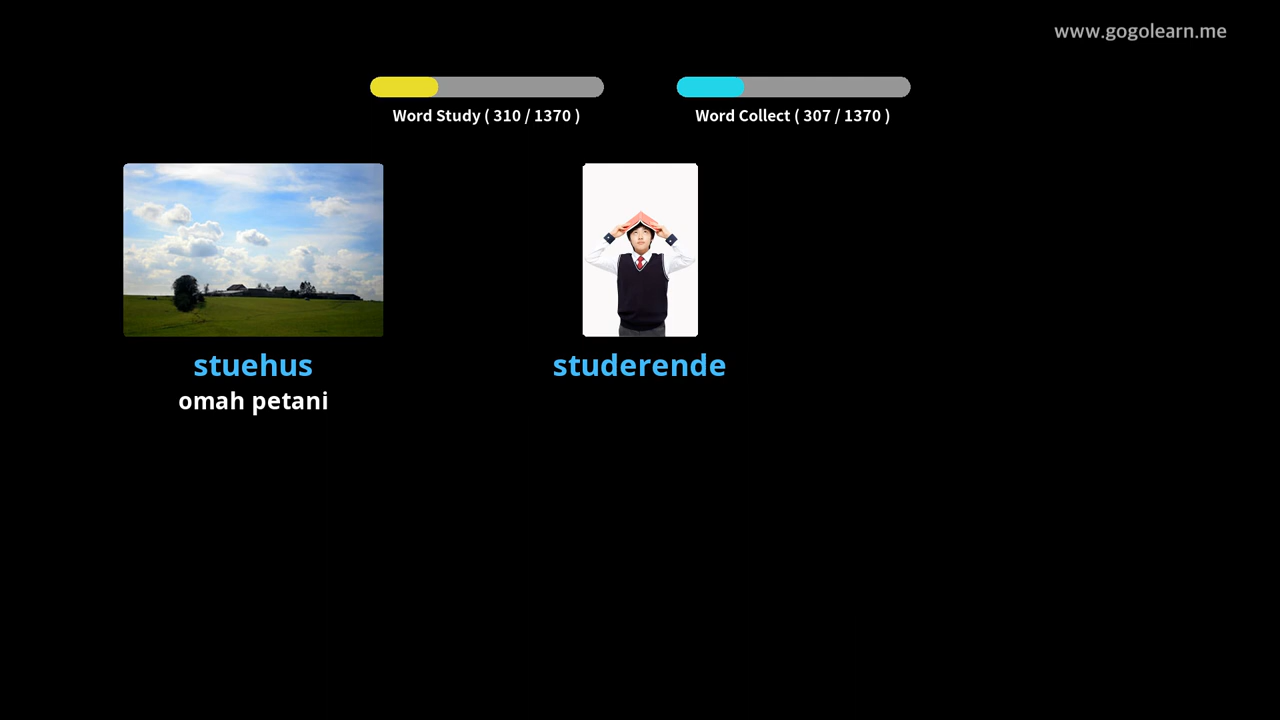 www.gogolearn.me
Word Study ( 310 / 1370 )
Word Collect ( 307 / 1370 )
stuehus
omah petani
studerende